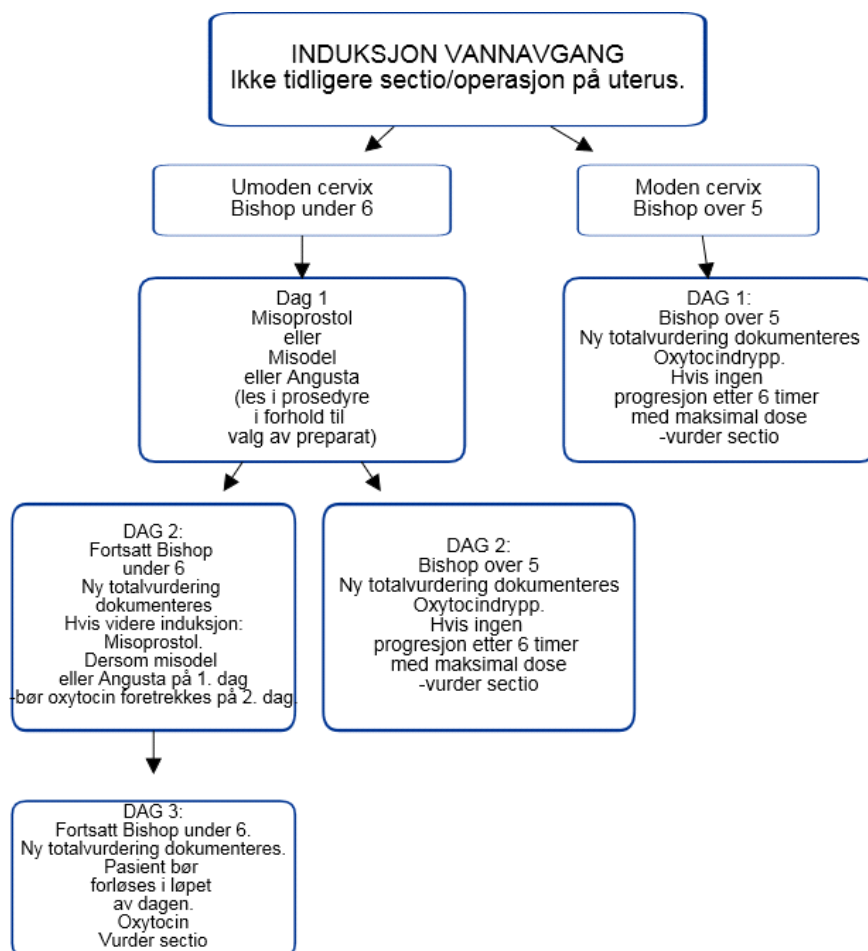 INDUKSJON VANNAVGANG
Ikke tidligere sectio/operasjon på uterus.
Umoden cervix
Bishop under 6
Moden cervix
Bishop over 5
Dag 1
Misoprostol
eller
Misodel
eller Angusta
(les i prosedyre
i forhold til
valg av preparat)
DAG 1:
Bishop over 5
Ny totalvurdering dokumenteres
Oxytocindrypp.
Hvis ingen
progresjon etter 6 timer
med maksimal dose
-vurder sectio
DAG 2:
Fortsatt Bishop
under 6
Ny totalvurdering
dokumenteres
Hvis videre induksjon:
Misoprostol.
Dersom misodel
eller Angusta på 1. dag
-bør oxytocin foretrekkes på 2. dag.
DAG 2:
Bishop over 5
Ny totalvurdering dokumenteres
Oxytocindrypp.
Hvis ingen
progresjon etter 6 timer
med maksimal dose
-vurder sectio
DAG 3:
Fortsatt Bishop under 6.
Ny totalvurdering dokumenteres.
Pasient bør
forløses i løpet
av dagen.
Oxytocin
Vurder sectio